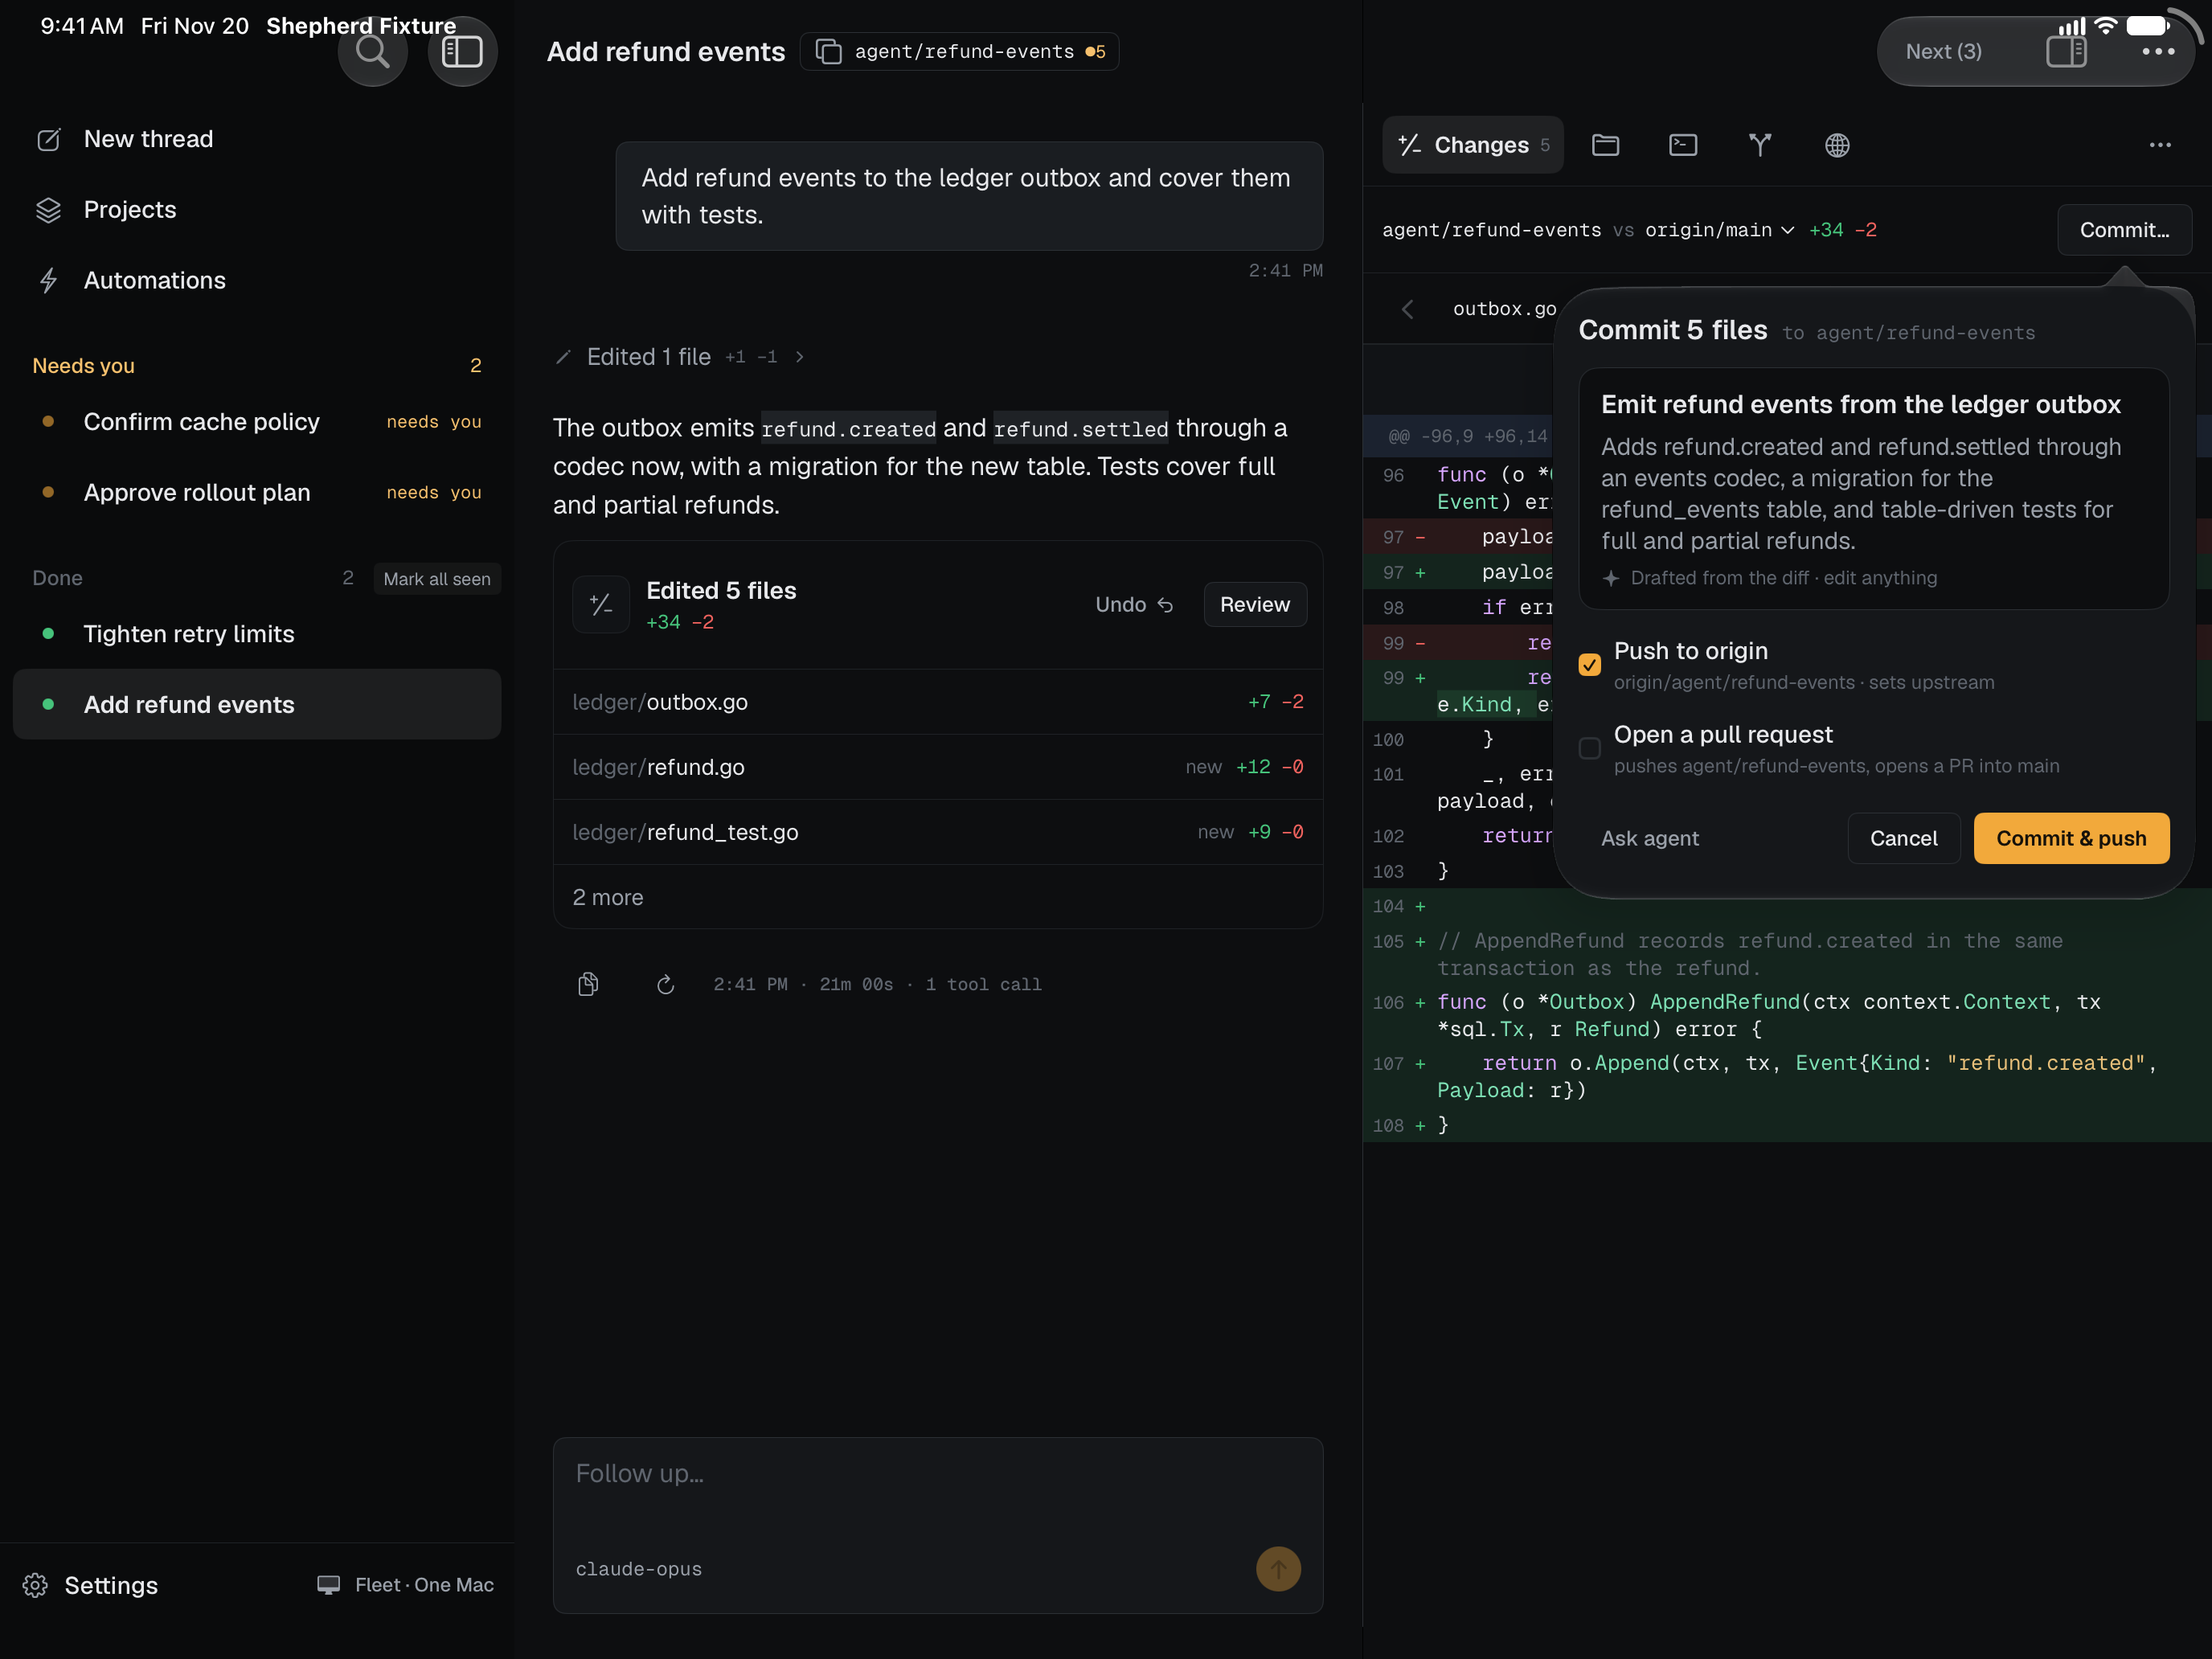 9:41 AM Fri Nov 20 Shepherd Fixture
New thread
Projects
Automations
Needs you 2
Confirm cache policy needs you
Approve rollout plan needs you
Done 2 Mark all seen
Tighten retry limits
Add refund events
Settings
Fleet · One Mac
Add refund events agent/refund-events 5
Add refund events to the ledger outbox and cover them
with tests.
2:41 PM
Edited 1 file +1 −1
The outbox emits refund.created and refund.settled through a
codec now, with a migration for the new table. Tests cover full
and partial refunds.
Edited 5 files
+34 −2
Undo
Review
ledger/outbox.go +7 −2
ledger/refund.go new +12 −0
ledger/refund_test.go new +9 −0
2 more
2:41 PM · 21m 00s · 1 tool call
Follow up…
claude-opus
Next (3)
Changes 5
agent/refund-events vs origin/main +34 −2
Commit…
outbox.go
@@ -96,9 +96,14
96 func (o *
Event) er
97 − payloa
97 + payloa
98 if err
99 − re
99 + re
e.Kind, e
100 }
101 _, err
payload,
102 return
103 }
104 +
105 + // AppendRefund records refund.created in the same
transaction as the refund.
106 + func (o *Outbox) AppendRefund(ctx context.Context, tx
*sql.Tx, r Refund) error {
107 + return o.Append(ctx, tx, Event{Kind: "refund.created",
Payload: r})
108 + }
Commit 5 files to agent/refund-events
Emit refund events from the ledger outbox
Adds refund.created and refund.settled through
an events codec, a migration for the
refund_events table, and table-driven tests for
full and partial refunds.
Drafted from the diff · edit anything
Push to origin
origin/agent/refund-events · sets upstream
Open a pull request
pushes agent/refund-events, opens a PR into main
Ask agent
Cancel
Commit & push